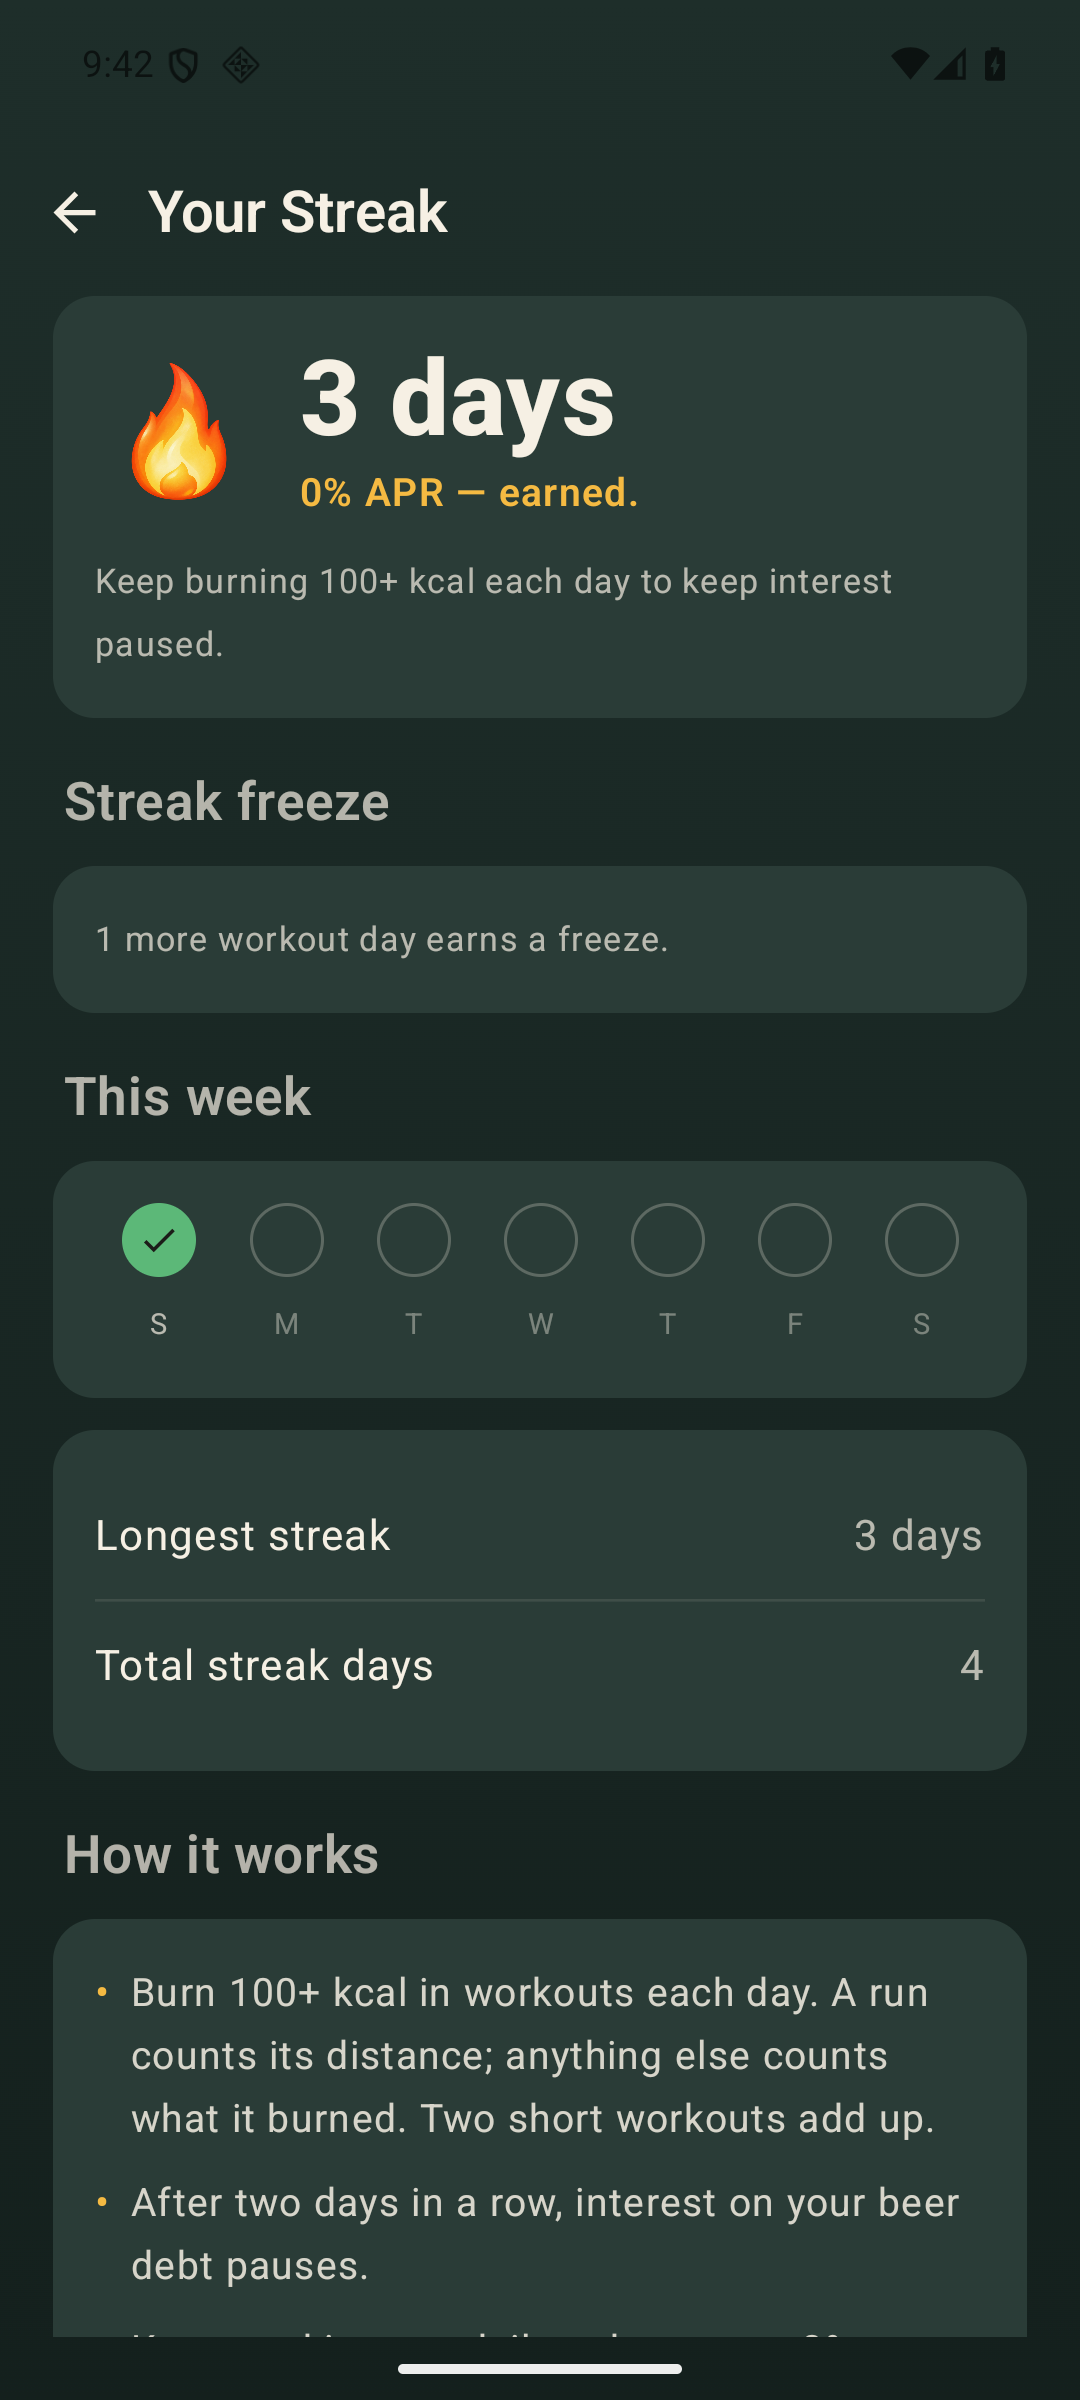 9:42
Your Streak
3 days
0% APR — earned.
Keep burning 100+ kcal each day to keep interest
paused.
Streak freeze
1 more workout day earns a freeze.
This week
S M T W T F S
Longest streak 3 days
Total streak days 4
How it works
• Burn 100+ kcal in workouts each day. A run
counts its distance; anything else counts
what it burned. Two short workouts add up.
• After two days in a row, interest on your beer
debt pauses.